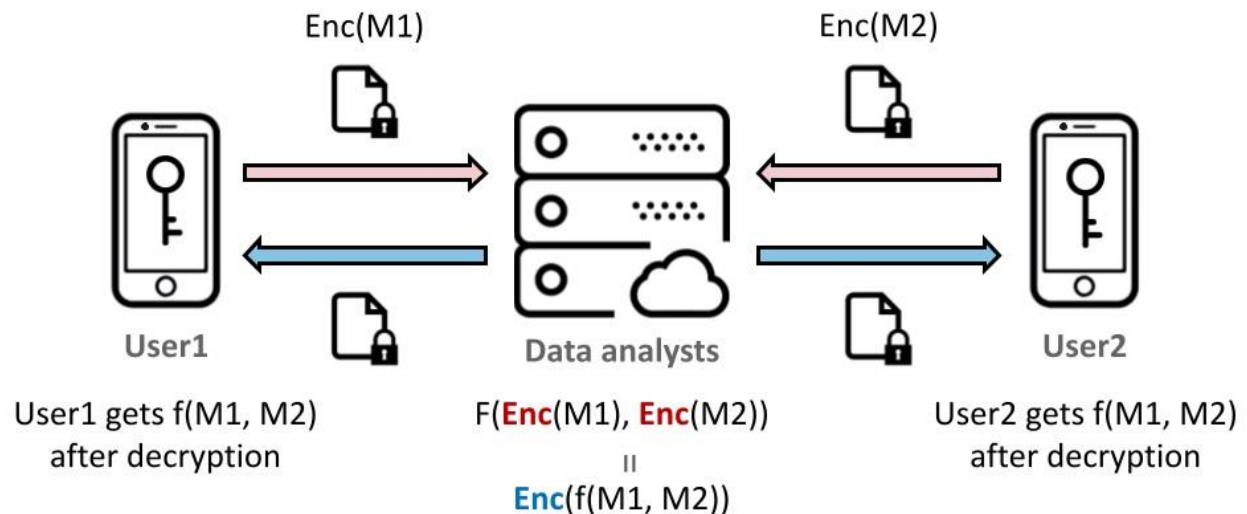 Enc(M1)
Enc(M2)
User1
Data analysts
User2
User1 gets f(M1, M2)
after decryption
F(Enc(M1), Enc(M2))
=
Enc(f(M1, M2))
User2 gets f(M1, M2)
after decryption